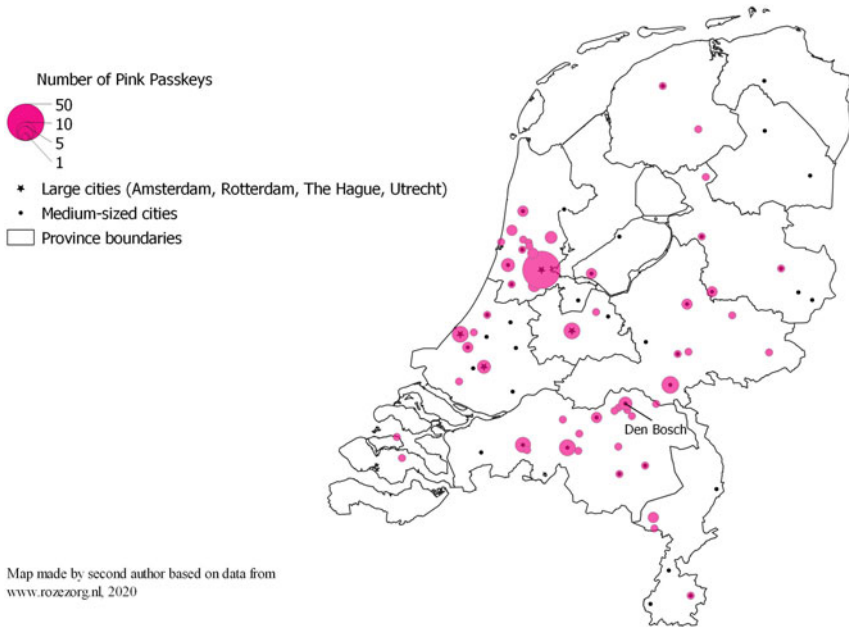 Number of Pink Passkeys
50
10
5
1
Large cities (Amsterdam, Rotterdam, The Hague, Utrecht)
Medium-sized cities
Province boundaries
Den Bosch
Map made by second author based on data from
www.rozezorg.nl, 2020